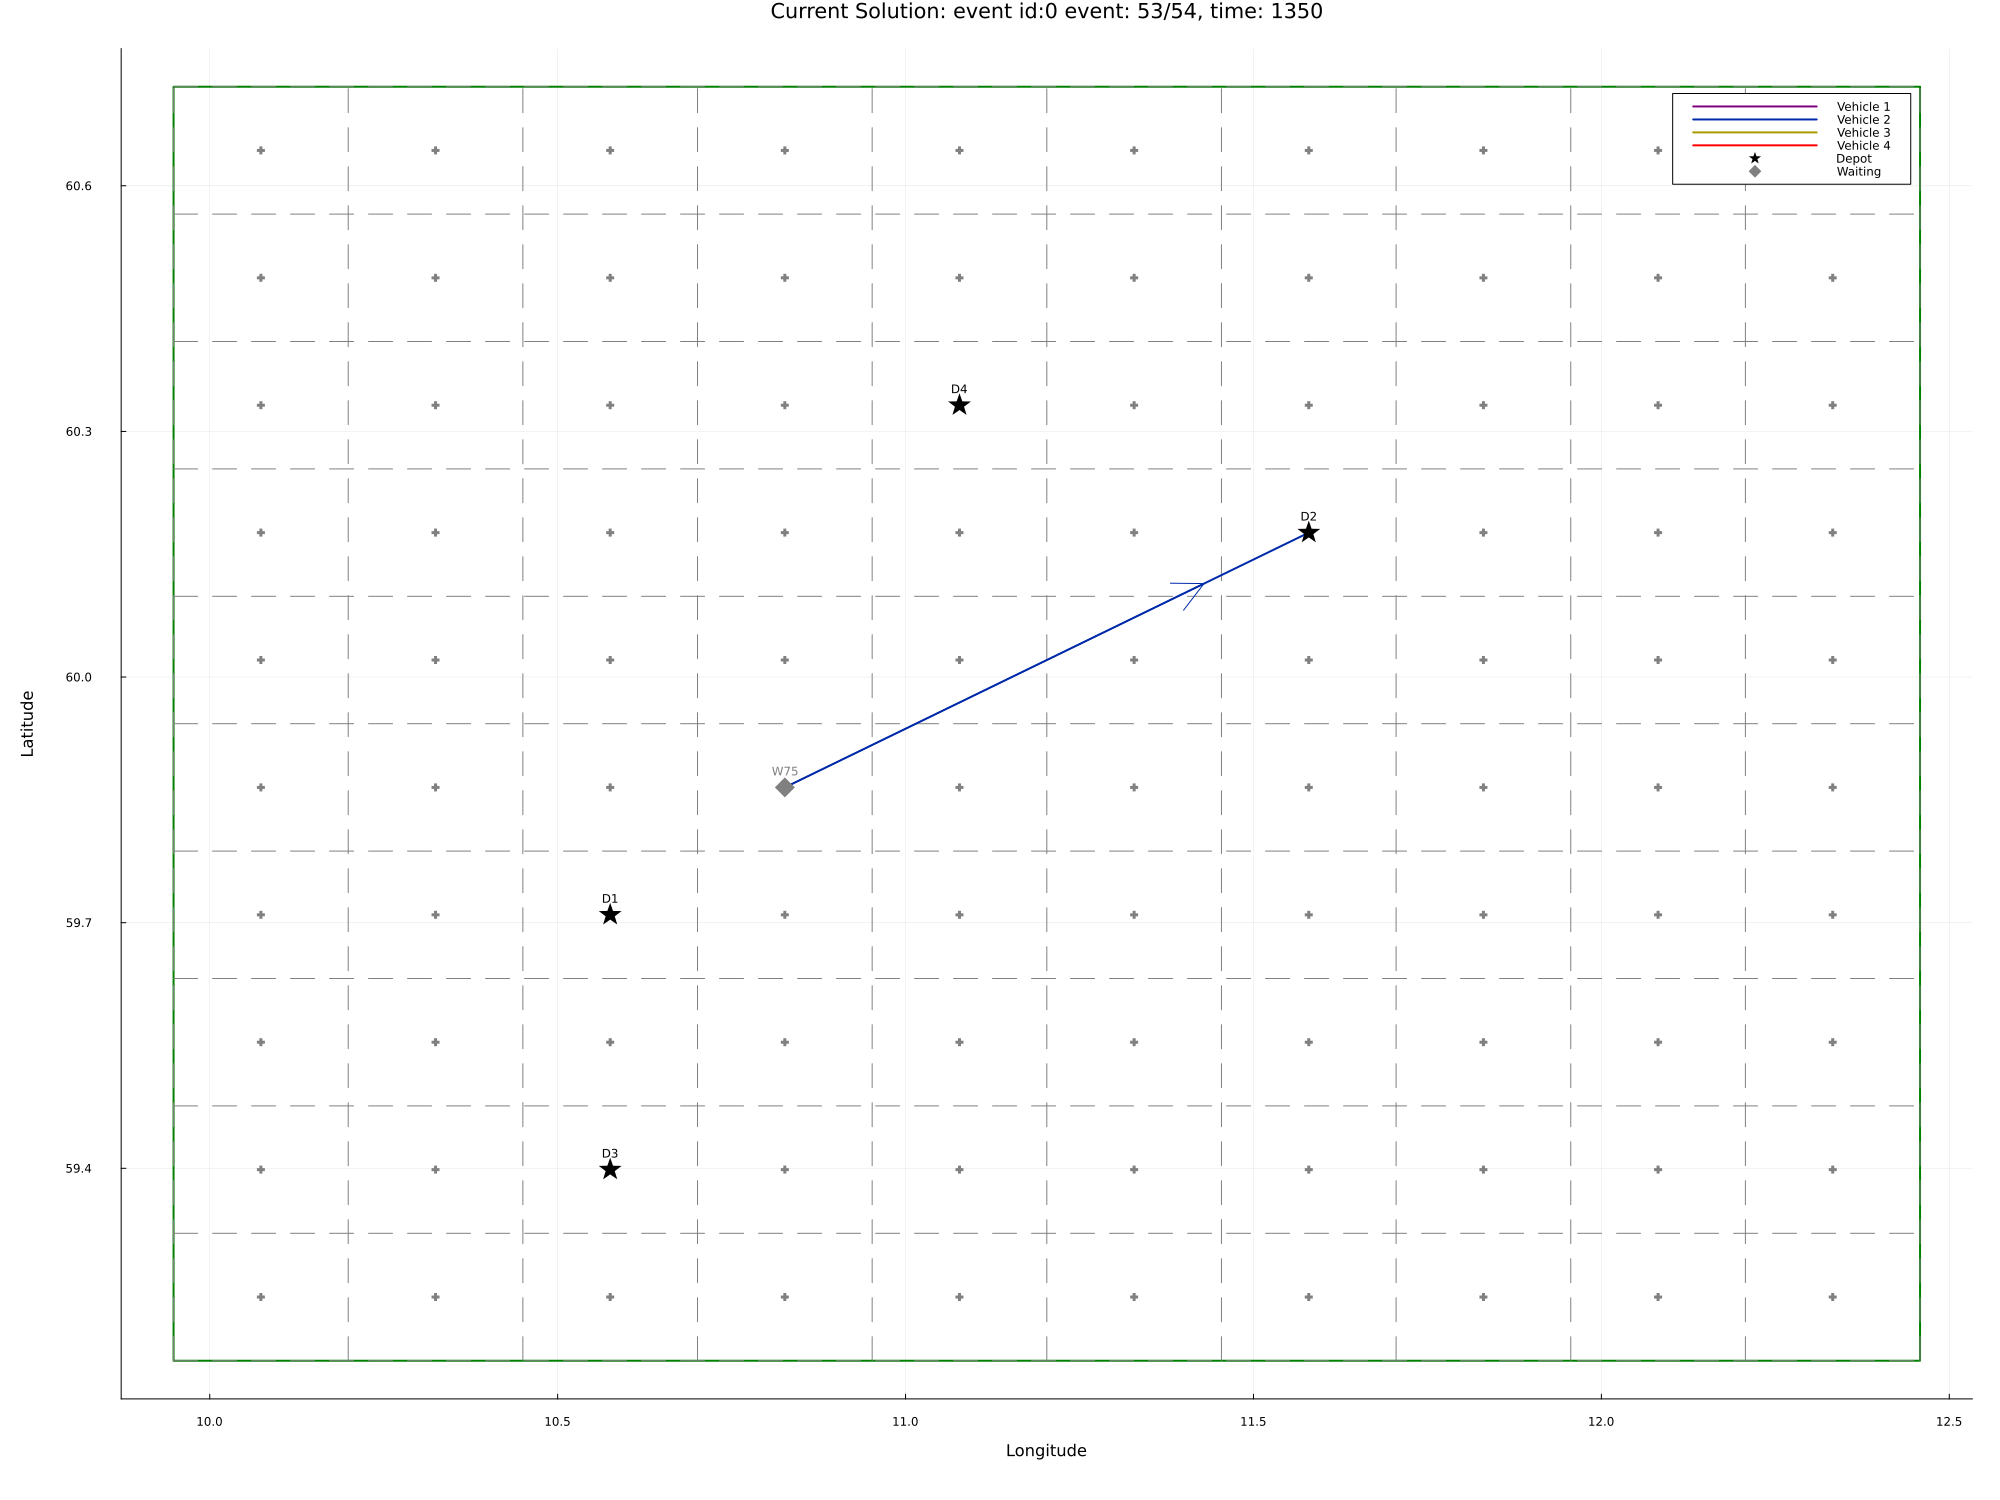 Current Solution: event id:0 event: 53/54, time: 1350
Vehicle 1
Vehicle 2
Vehicle 3
Vehicle 4
Depot
Waiting
60.6
D4
60.3
D2
60.0
Latitude
W75
D1
59.7
D3
59.4
10.0 10.5 11.0 11.5 12.0 12.5
Longitude